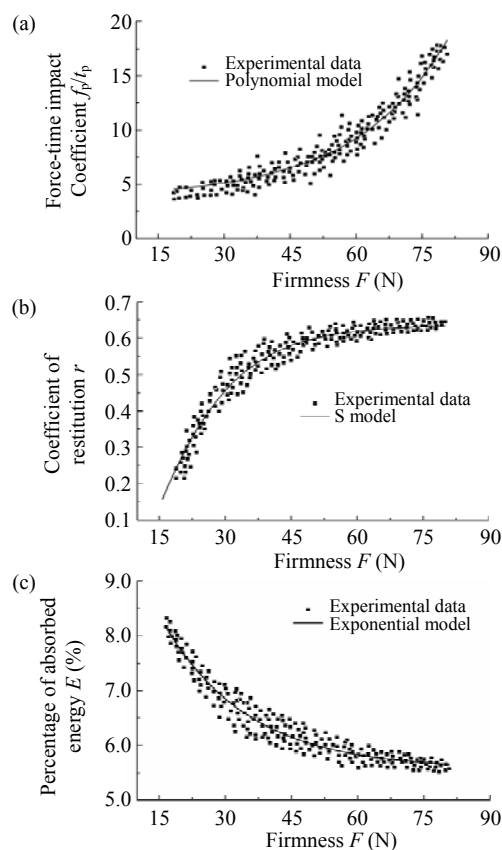 (a)
Force-time impact
Coefficient fₚ/tₚ
20
15
10
5
0
Experimental data
Polynomial model
15 30 45 60 75 90
Firmness F (N)
(b)
Coefficient of
restitution r
0.7
0.6
0.5
0.4
0.3
0.2
0.1
Experimental data
S model
15 30 45 60 75 90
Firmness F (N)
(c)
Percentage of absorbed
energy E (%)
9.0
8.0
7.0
6.0
5.0
Experimental data
Exponential model
15 30 45 60 75 90
Firmness F (N)